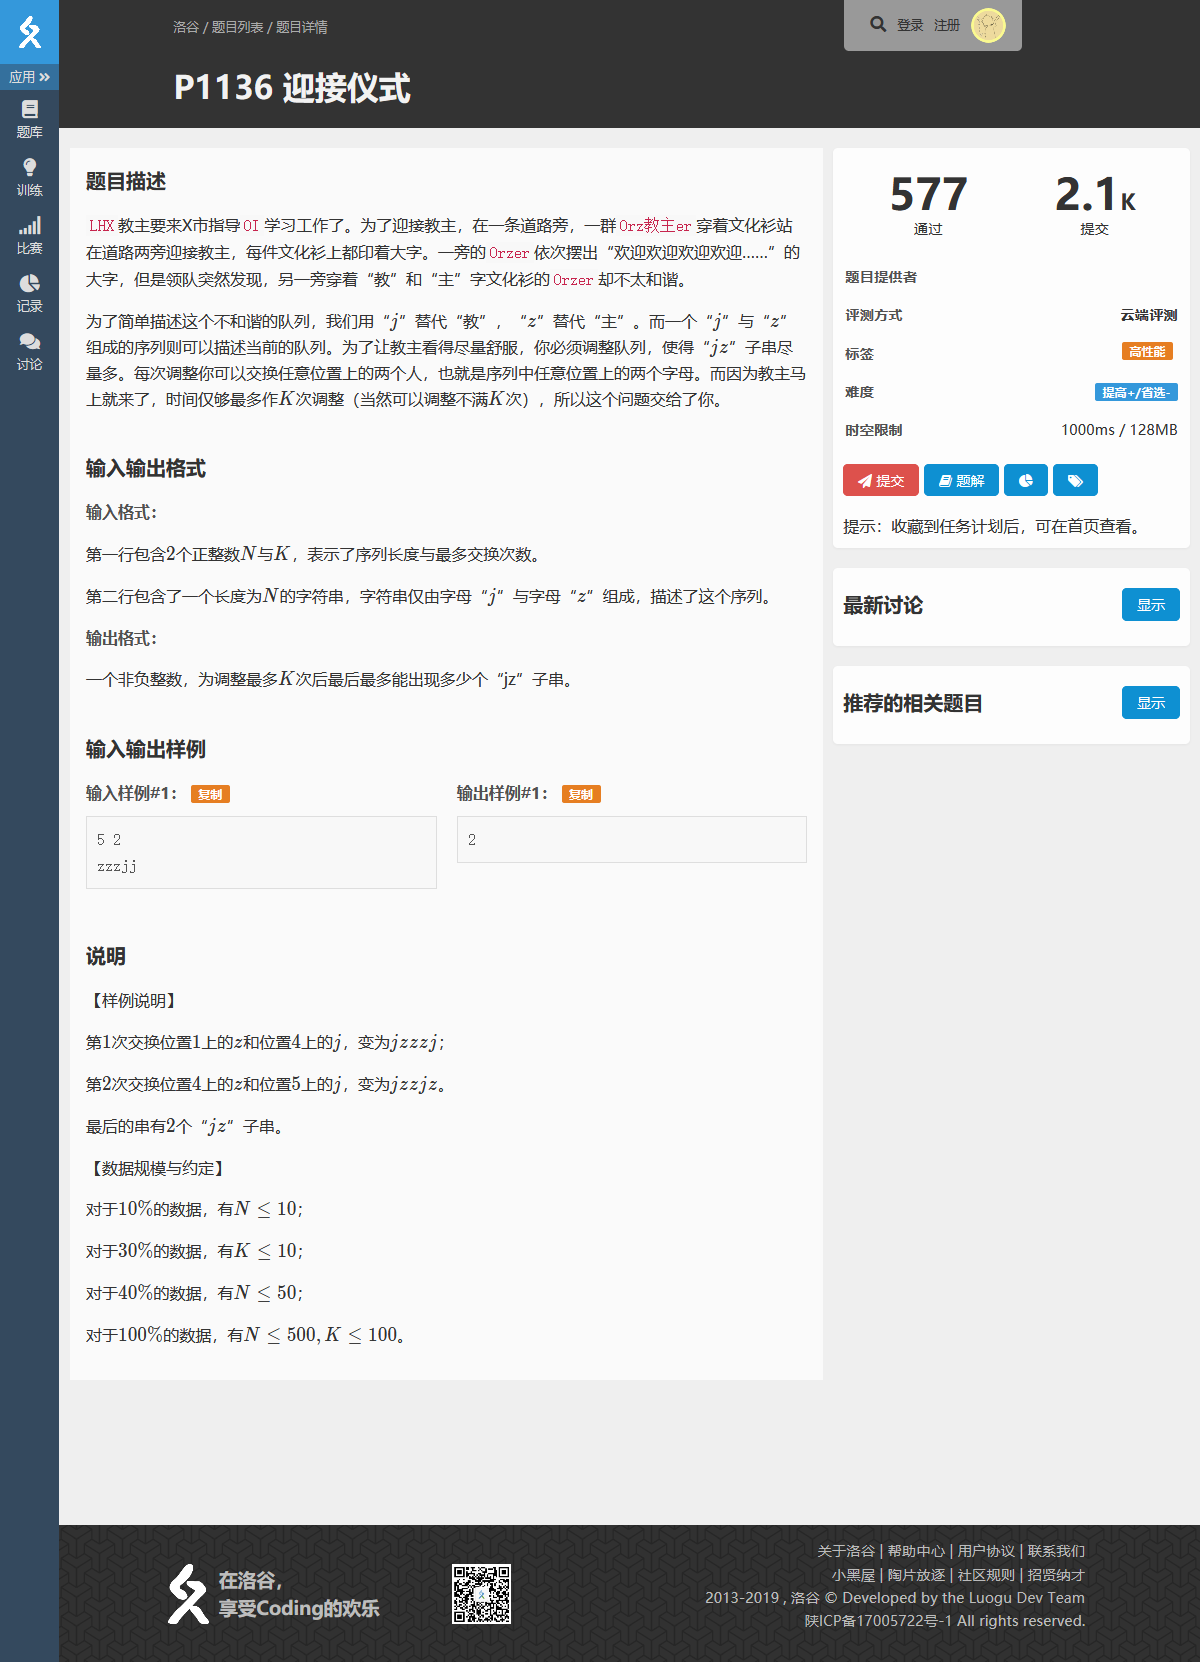 洛谷 / 题目列表 / 题目详情
登录 注册
P1136 迎接仪式
应用
题库
训练
比赛
记录
讨论
题目描述
LHX 教主要来X市指导 OI 学习工作了。为了迎接教主，在一条道路旁，一群 Orz教主er 穿着文化衫站
在道路两旁迎接教主，每件文化衫上都印着大字。一旁的 Orzer 依次摆出“欢迎欢迎欢迎欢迎……”的
大字，但是领队突然发现，另一旁穿着“教”和“主”字文化衫的 Orzer 却不太和谐。
为了简单描述这个不和谐的队列，我们用“j”替代“教”，“z”替代“主”。而一个“j”与“z”
组成的序列则可以描述当前的队列。为了让教主看得尽量舒服，你必须调整队列，使得“jz”子串尽
量多。每次调整你可以交换任意位置上的两个人，也就是序列中任意位置上的两个字母。而因为教主马
上就来了，时间仅够最多作K次调整（当然可以调整不满K次），所以这个问题交给了你。
输入输出格式
输入格式：
第一行包含2个正整数N与K，表示了序列长度与最多交换次数。
第二行包含了一个长度为N的字符串，字符串仅由字母“j”与字母“z”组成，描述了这个序列。
输出格式：
一个非负整数，为调整最多K次后最后最多能出现多少个“jz”子串。
输入输出样例
输入样例#1： 复制
5 2
zzzjj
输出样例#1： 复制
2
说明
【样例说明】
第1次交换位置1上的z和位置4上的j，变为jzzzj；
第2次交换位置4上的z和位置5上的j，变为jzzjz。
最后的串有2个“jz”子串。
【数据规模与约定】
对于10%的数据，有N ≤ 10；
对于30%的数据，有K ≤ 10；
对于40%的数据，有N ≤ 50；
对于100%的数据，有N ≤ 500, K ≤ 100。
577
通过
2.1K
提交
题目提供者
评测方式 云端评测
标签 高性能
难度 提高+/省选-
时空限制 1000ms / 128MB
提交 题解
提示：收藏到任务计划后，可在首页查看。
最新讨论 显示
推荐的相关题目 显示
在洛谷，
享受Coding的欢乐
关于洛谷 | 帮助中心 | 用户协议 | 联系我们
小黑屋 | 陶片放逐 | 社区规则 | 招贤纳才
2013-2019 , 洛谷 © Developed by the Luogu Dev Team
陕ICP备17005722号-1 All rights reserved.